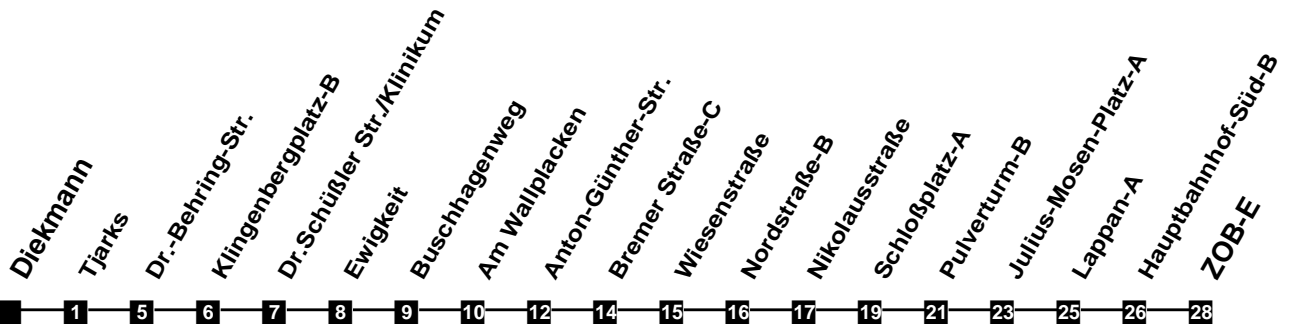 Diekmann
Tjarks
Dr.-Behring-Str.
Klingenbergplatz-B
Dr.Schüßler Str./Klinikum
Ewigkeit
Buschhagenweg
Am Wallplacken
Anton-Günther-Str.
Bremer Straße-C
Wiesenstraße
Nordstraße-B
Nikolausstraße
Schloßplatz-A
Pulverturm-B
Julius-Mosen-Platz-A
Lappan-A
Hauptbahnhof-Süd-B
ZOB-E
1 5 6 7 8 9 10 12 14 15 16 17 19 21 23 25 26 28